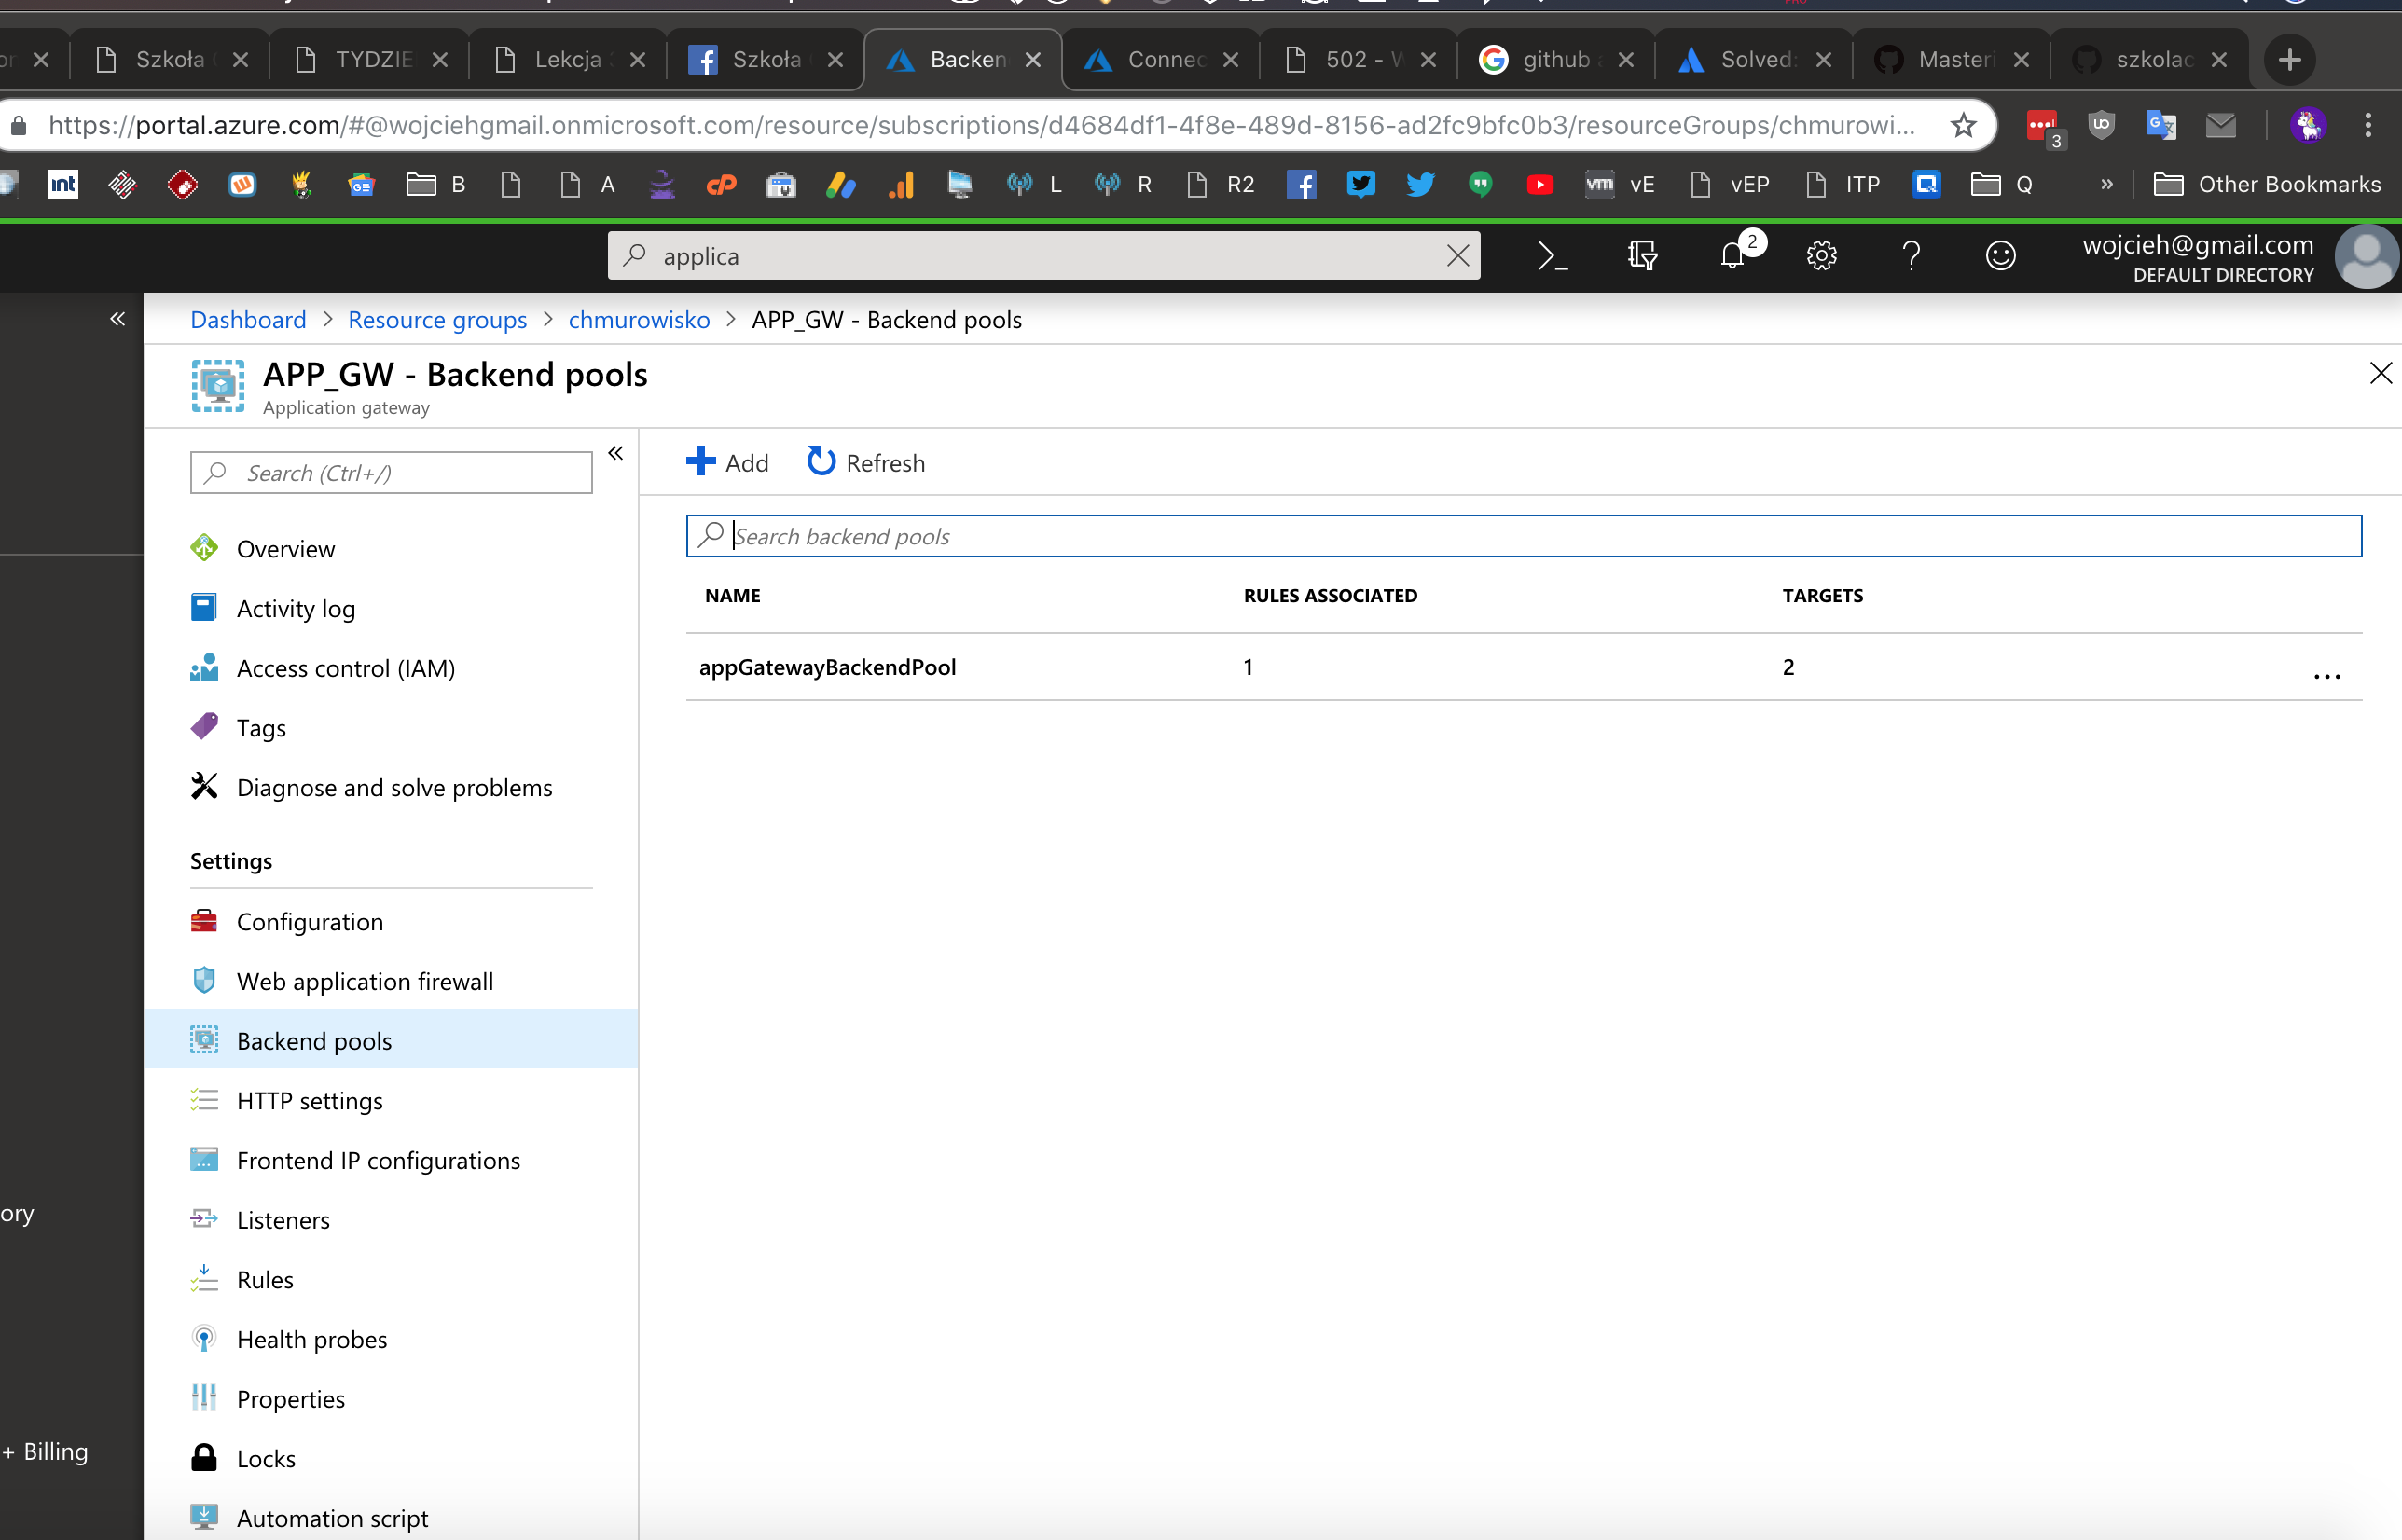 Szkoła
TYDZIE
Lekcja
Szkoła
Backen
Connec
502 - W
github
Solved:
Masteri
szkolac
https://portal.azure.com/#@wojciehgmail.onmicrosoft.com/resource/subscriptions/d4684df1-4f8e-489d-8156-ad2fc9bfc0b3/resourceGroups/chmurowi...
3
int
B
A
CP
L
R
R2
vm
vE
vEP
ITP
Q
»
Other Bookmarks
applica
2
wojcieh@gmail.com
DEFAULT DIRECTORY
Dashboard > Resource groups > chmurowisko > APP_GW - Backend pools
APP_GW - Backend pools
Application gateway
Search (Ctrl+/)
Overview
Activity log
Access control (IAM)
Tags
Diagnose and solve problems
Settings
Configuration
Web application firewall
Backend pools
HTTP settings
Frontend IP configurations
Listeners
Rules
Health probes
Properties
Locks
Automation script
Add
Refresh
Search backend pools
NAME RULES ASSOCIATED TARGETS
appGatewayBackendPool 1 2 ...
ory
+ Billing